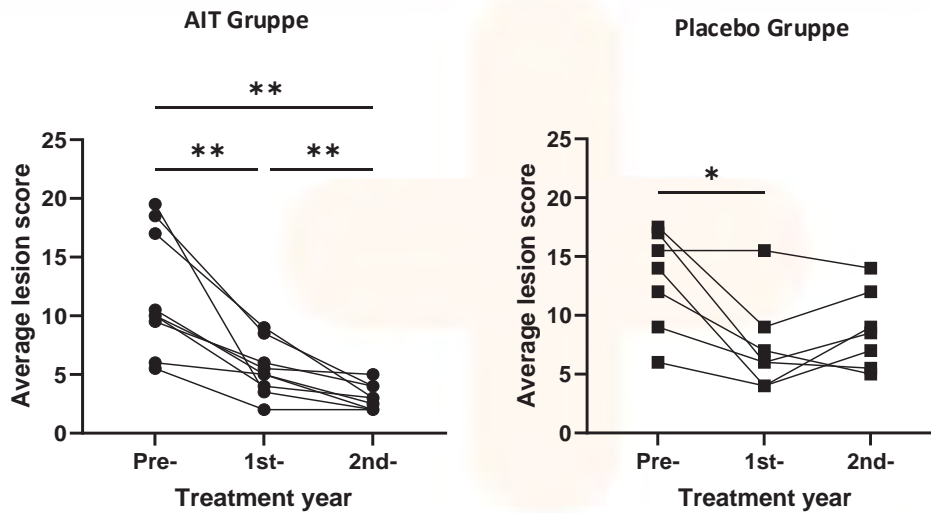 AIT Gruppe
**
** **
25
20
15
10
5
0
Average lesion score
Pre- 1st- 2nd-
Treatment year
Placebo Gruppe
*
25
20
15
10
5
0
Average lesion score
Pre- 1st- 2nd-
Treatment year